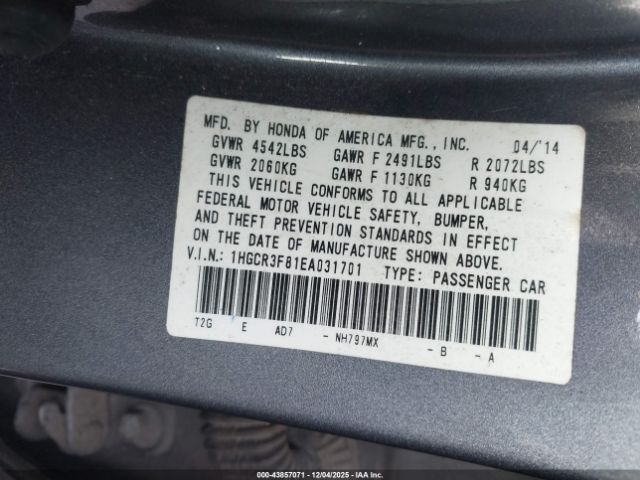 MFD. BY HONDA OF AMERICA MFG., INC. 04/'14
GVWR 4542LBS GAWR F 2491LBS R 2072LBS
GVWR 2060KG GAWR F 1130KG R 940KG
THIS VEHICLE CONFORMS TO ALL APPLICABLE
FEDERAL MOTOR VEHICLE SAFETY, BUMPER,
AND THEFT PREVENTION STANDARDS IN EFFECT
ON THE DATE OF MANUFACTURE SHOWN ABOVE.
V.I.N.: 1HGCR3F81EA031701 TYPE: PASSENGER CAR
T2G E AD7 - NH797MX - B - A
000-43857071 - 12/04/2025 - IAA Inc.